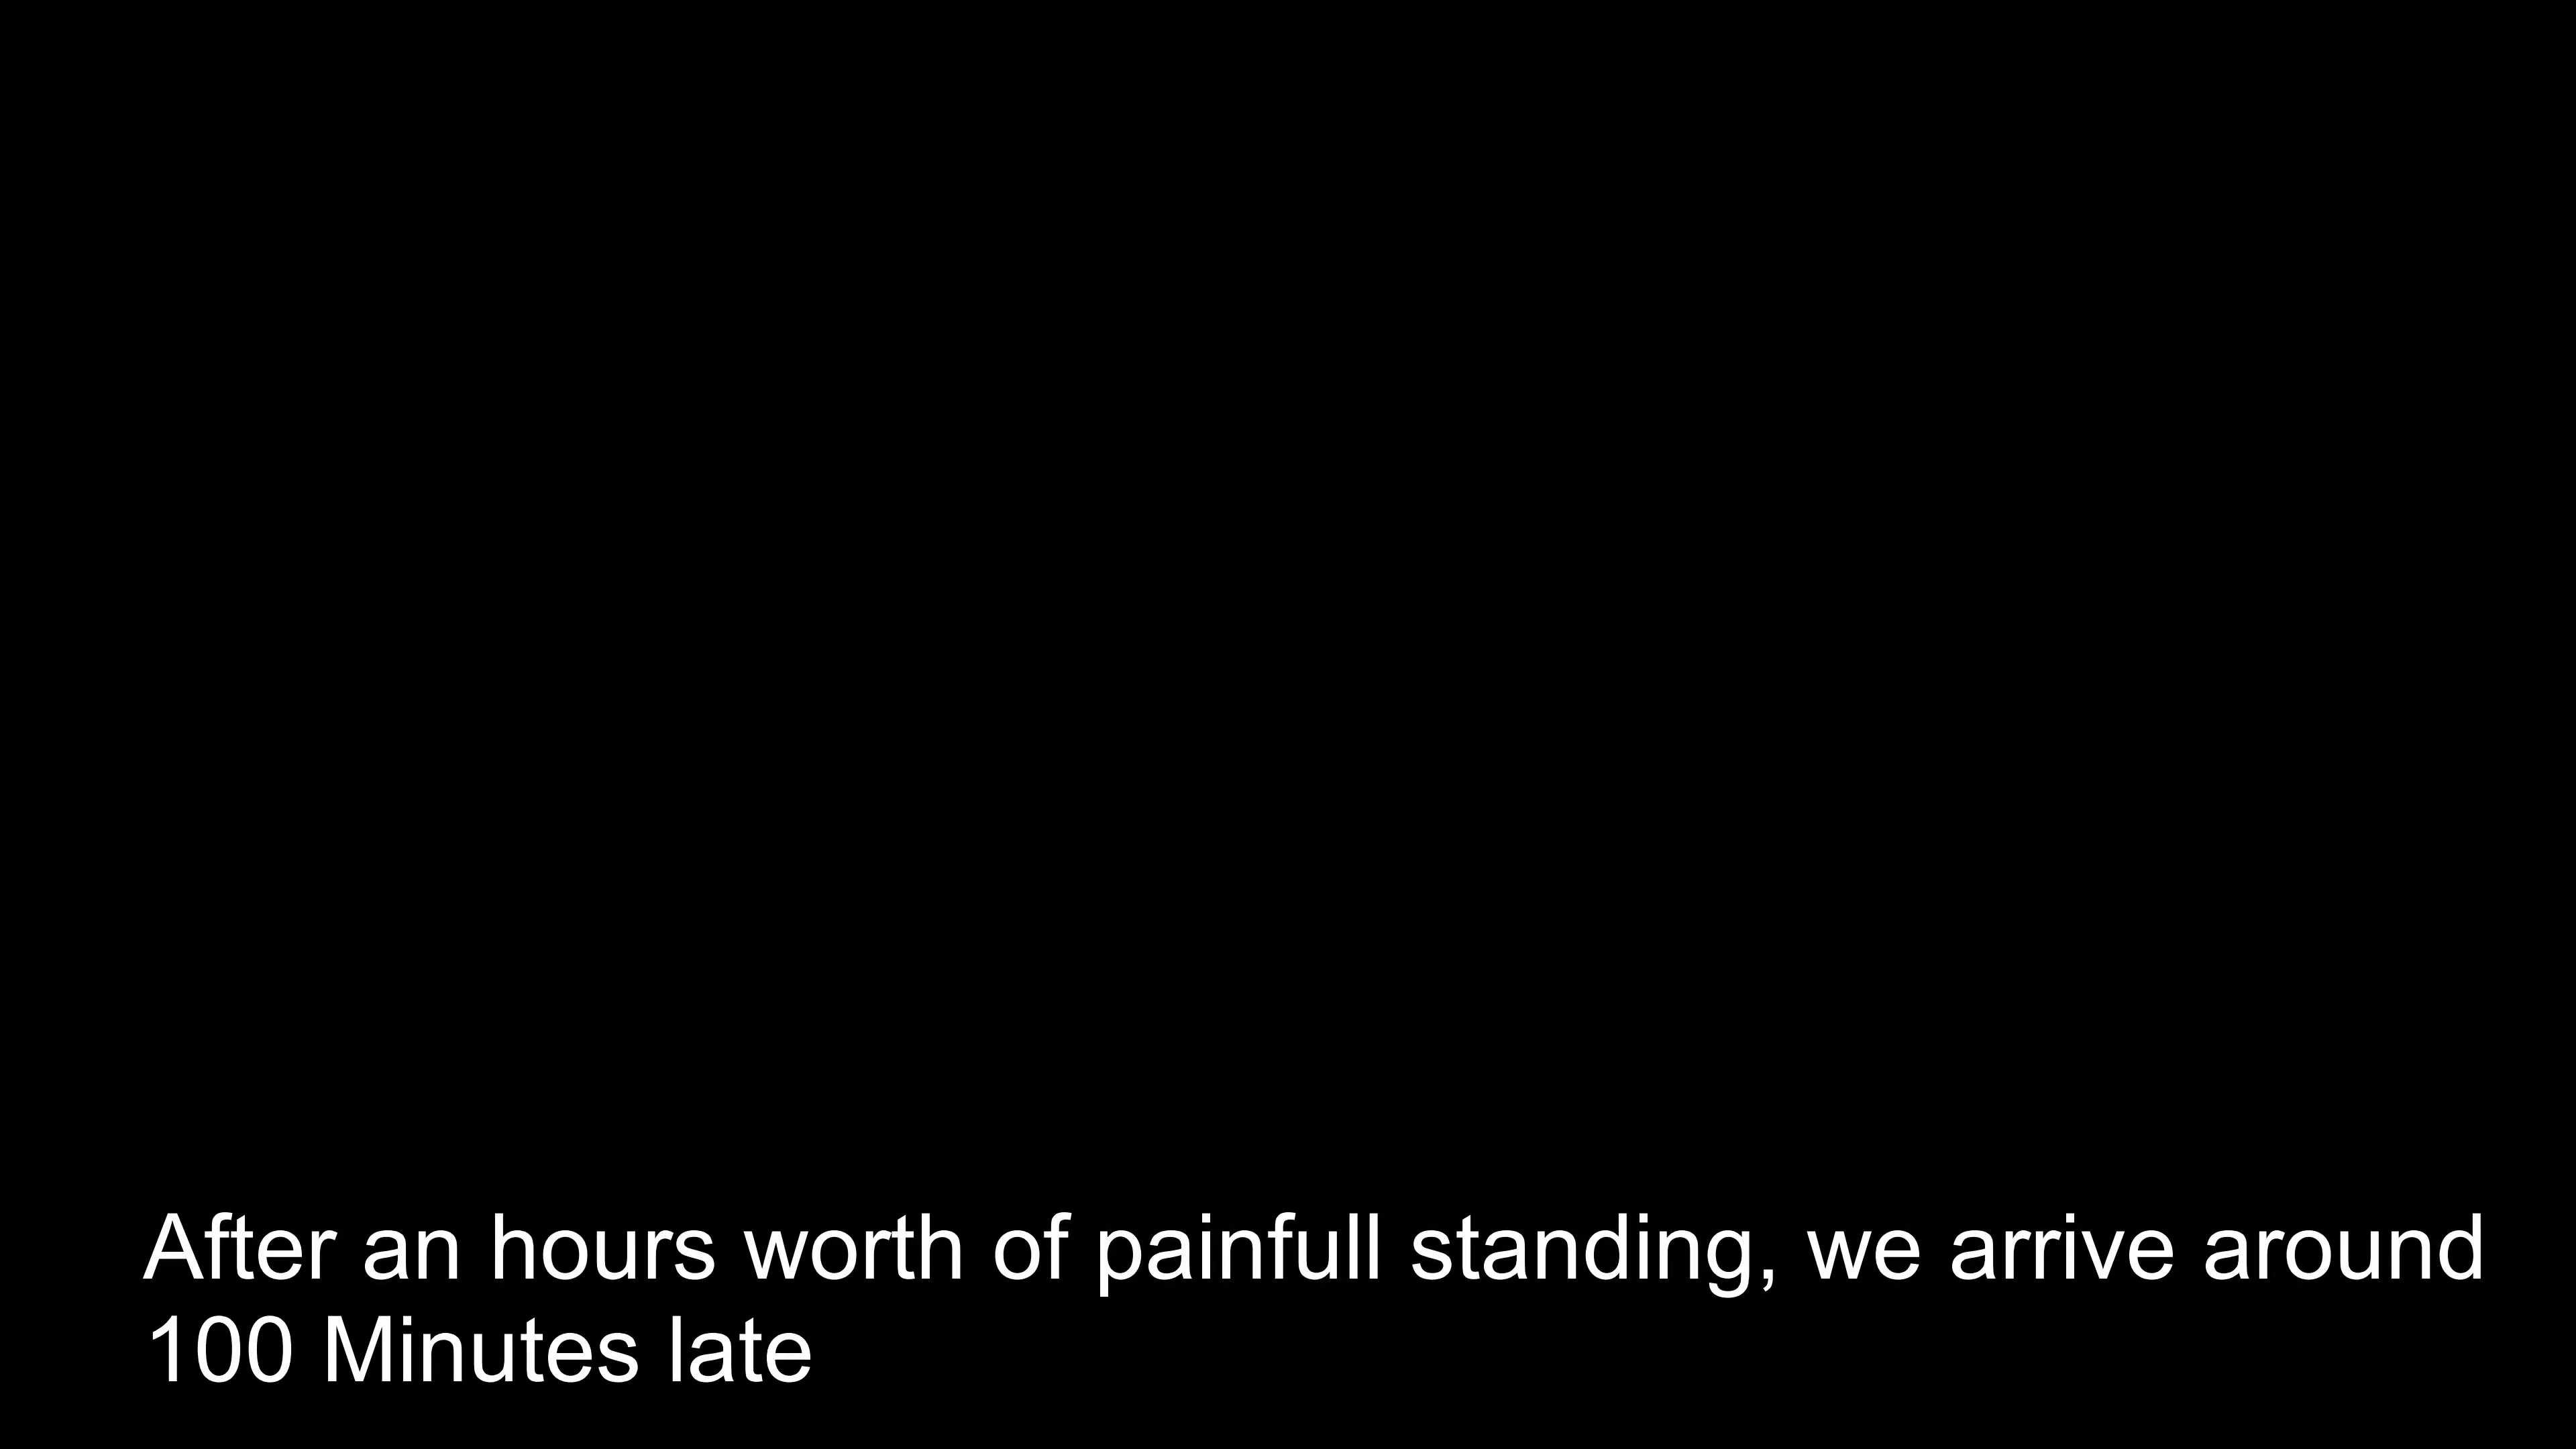 After an hours worth of painfull standing, we arrive around
100 Minutes late